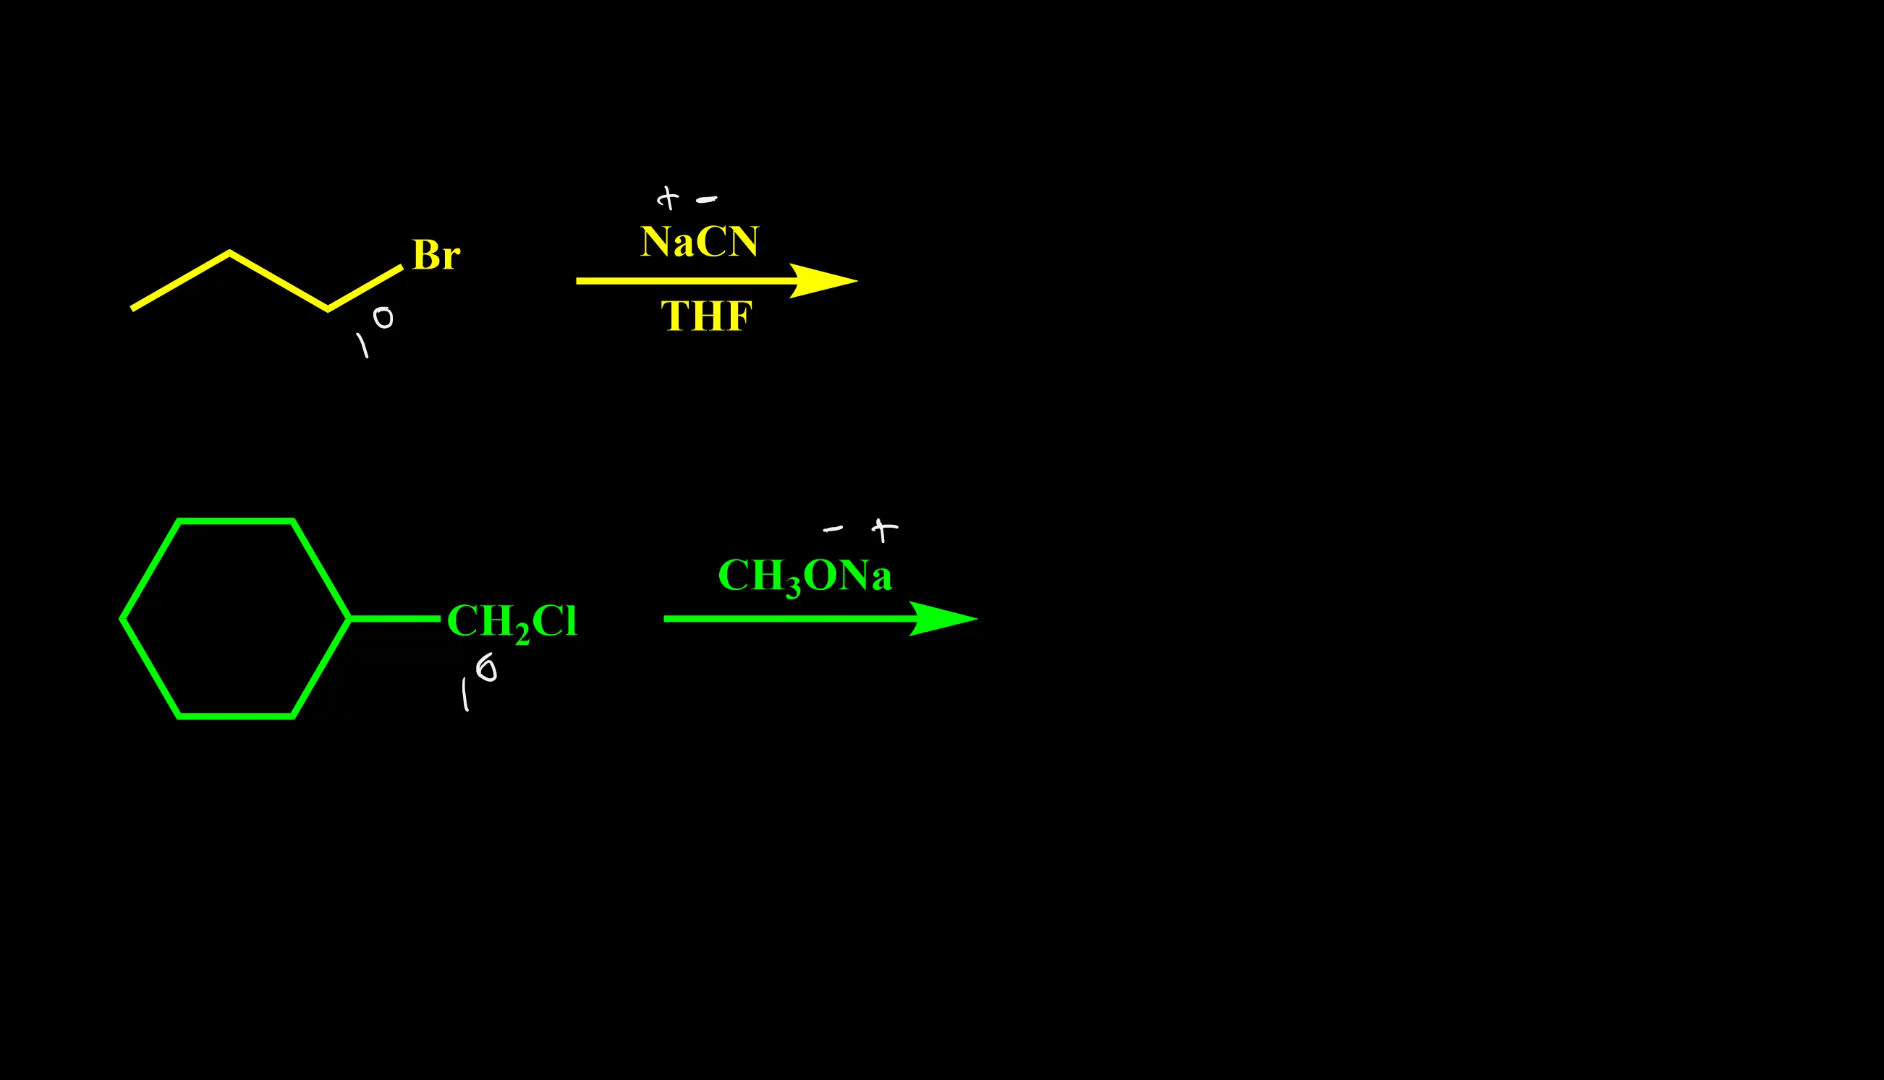 + -
NaCN
Br
THF
1°
- +
CH₃ONa
CH₂Cl
1°